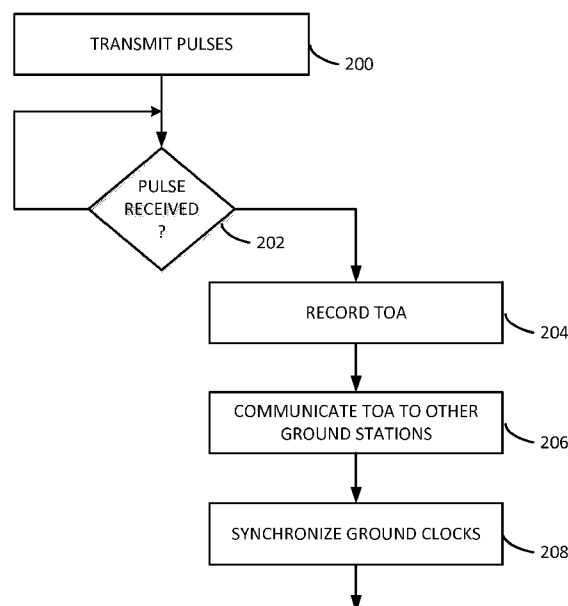 TRANSMIT PULSES
200
PULSE
RECEIVED
?
202
RECORD TOA
204
COMMUNICATE TOA TO OTHER
GROUND STATIONS
206
SYNCHRONIZE GROUND CLOCKS
208